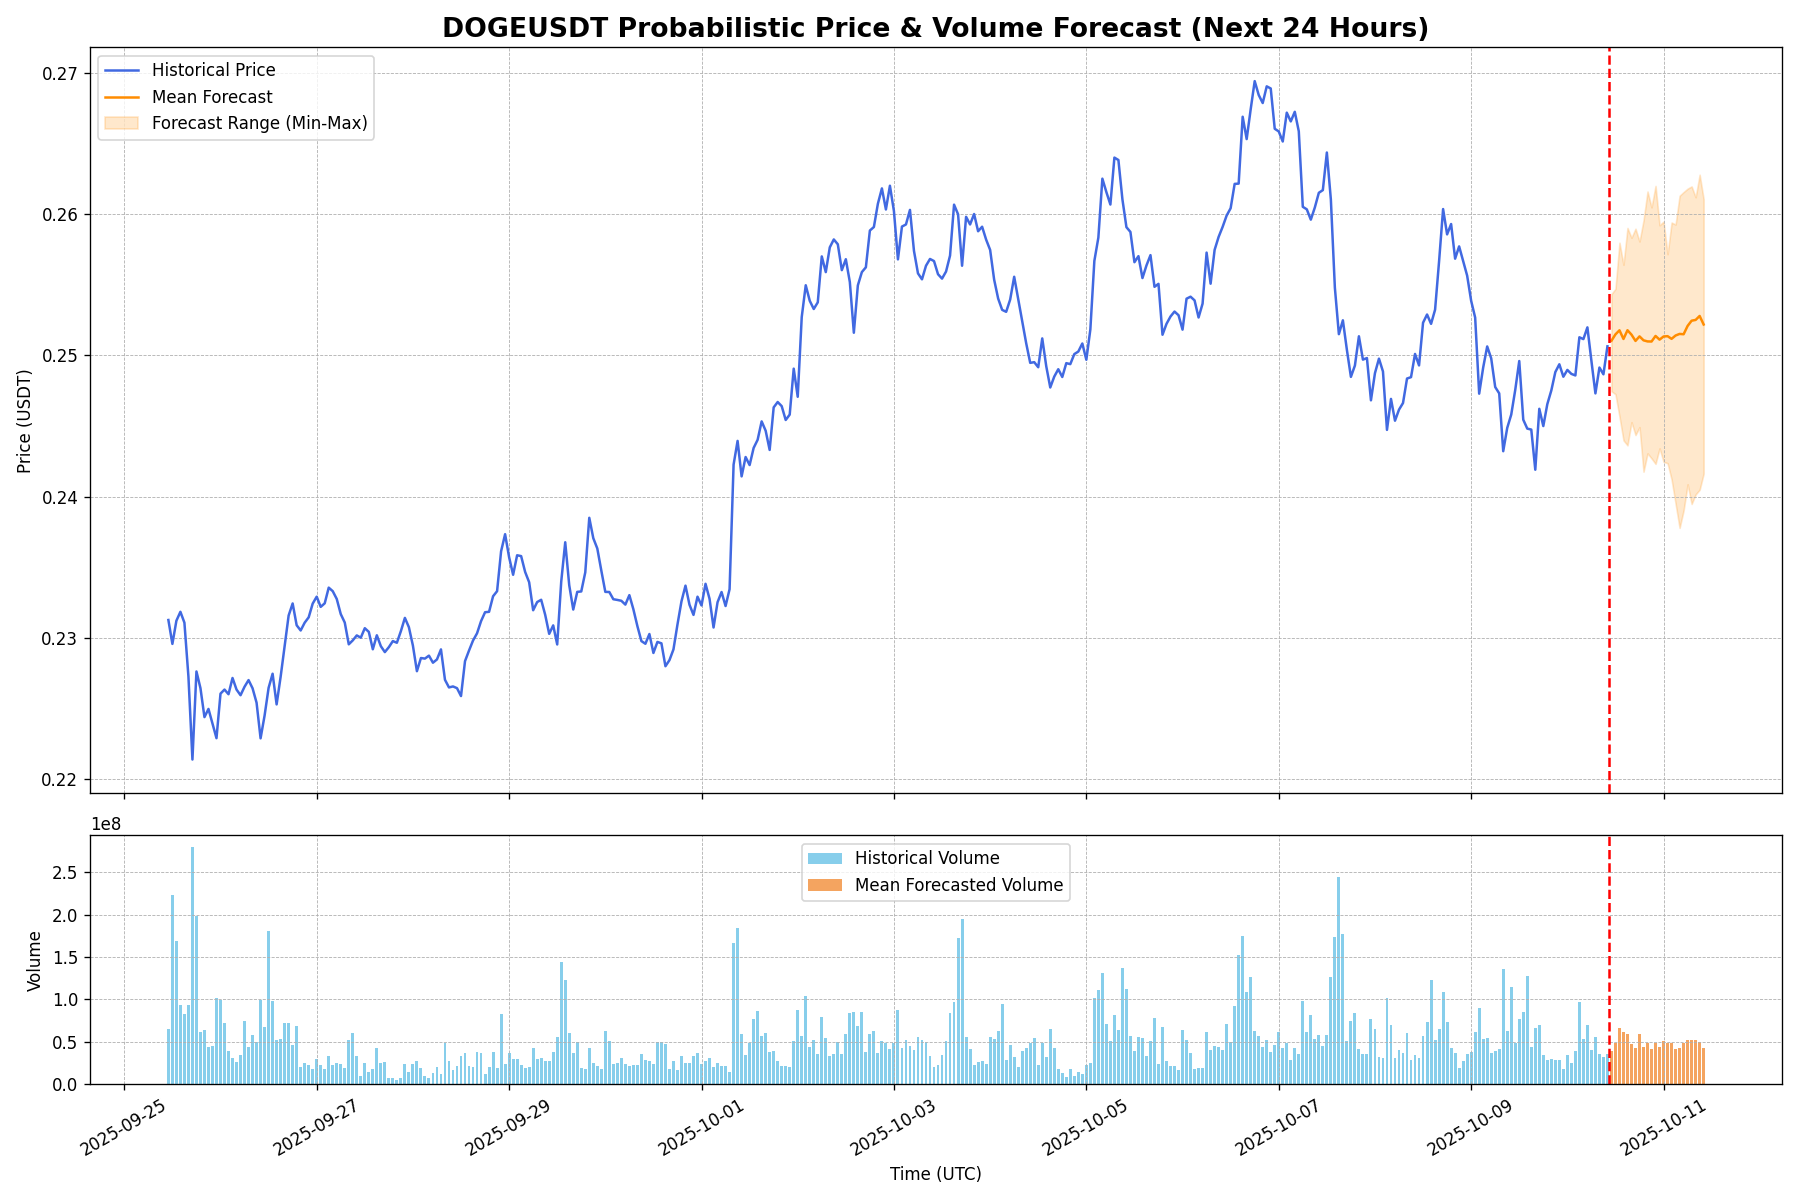 DOGEUSDT Probabilistic Price & Volume Forecast (Next 24 Hours)
Historical Price
Mean Forecast
Forecast Range (Min-Max)
0.27
0.26
0.25
0.24
0.23
0.22
Price (USDT)
1e8
Historical Volume
Mean Forecasted Volume
2.5
2.0
1.5
1.0
0.5
0.0
Volume
2025-09-25
2025-09-27
2025-09-29
2025-10-01
2025-10-03
2025-10-05
2025-10-07
2025-10-09
2025-10-11
Time (UTC)